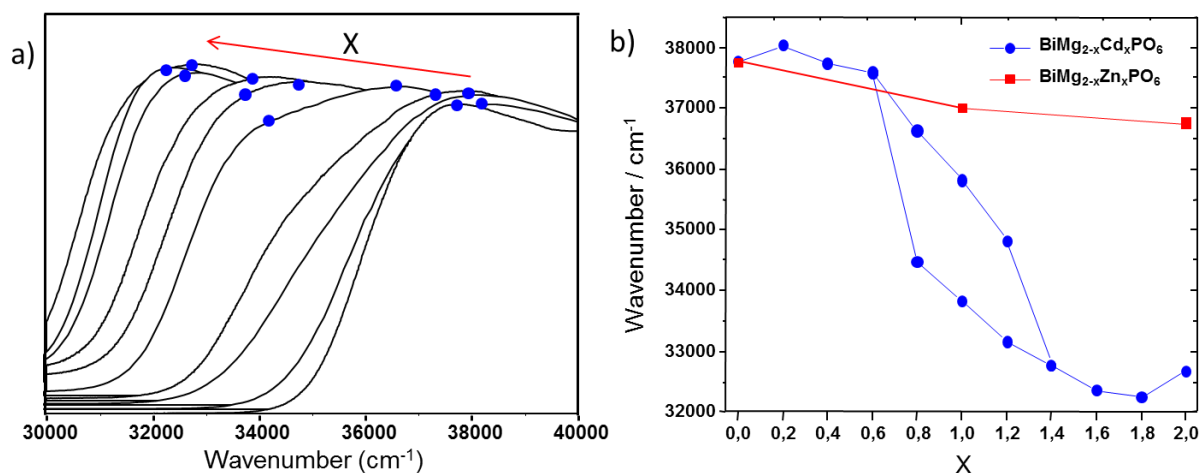 a)
X
30000 32000 34000 36000 38000 40000
Wavenumber (cm⁻¹)
b)
BiMg₂₋ₓCdₓPO₆
BiMg₂₋ₓZnₓPO₆
38000
37000
36000
35000
34000
33000
32000
Wavenumber / cm⁻¹
0,0 0,2 0,4 0,6 0,8 1,0 1,2 1,4 1,6 1,8 2,0
X